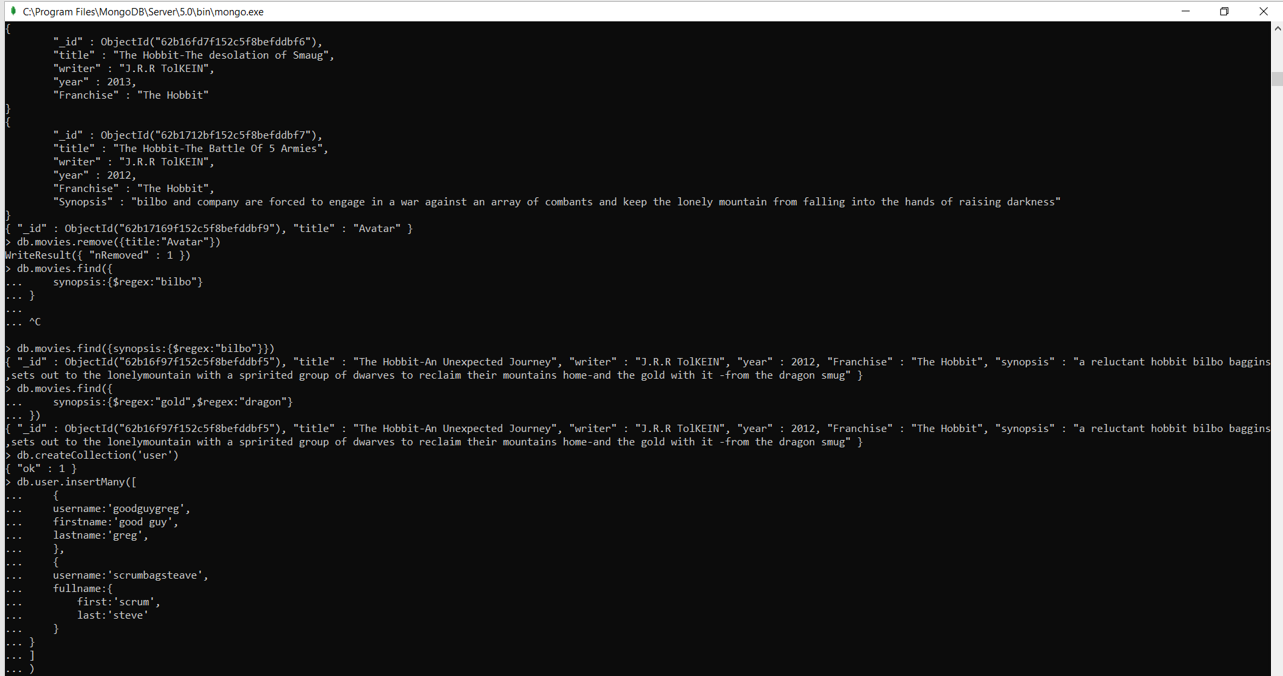 C:\Program Files\MongoDB\Server\5.0\bin\mongo.exe
{
        "_id" : ObjectId("62b16fd7f152c5f8befddbf6"),
        "title" : "The Hobbit-The desolation of Smaug",
        "writer" : "J.R.R TolKEIN",
        "year" : 2013,
        "Franchise" : "The Hobbit"
}
{
        "_id" : ObjectId("62b1712bf152c5f8befddbf7"),
        "title" : "The Hobbit-The Battle Of 5 Armies",
        "writer" : "J.R.R TolKEIN",
        "year" : 2012,
        "Franchise" : "The Hobbit",
        "Synopsis" : "bilbo and company are forced to engage in a war against an array of combants and keep the lonely mountain from falling into the hands of raising darkness"
}
{ "_id" : ObjectId("62b17169f152c5f8befddbf9"), "title" : "Avatar" }
> db.movies.remove({title:"Avatar"})
WriteResult({ "nRemoved" : 1 })
> db.movies.find({
...     synopsis:{$regex:"bilbo"}
... }
...
... ^C
> db.movies.find({synopsis:{$regex:"bilbo"}})
{ "_id" : ObjectId("62b16f97f152c5f8befddbf5"), "title" : "The Hobbit-An Unexpected Journey", "writer" : "J.R.R TolKEIN", "year" : 2012, "Franchise" : "The Hobbit", "synopsis" : "a reluctant hobbit bilbo baggins
,sets out to the lonelymountain with a spririted group of dwarves to reclaim their mountains home-and the gold with it -from the dragon smug" }
> db.movies.find({
...     synopsis:{$regex:"gold",$regex:"dragon"}
... })
{ "_id" : ObjectId("62b16f97f152c5f8befddbf5"), "title" : "The Hobbit-An Unexpected Journey", "writer" : "J.R.R TolKEIN", "year" : 2012, "Franchise" : "The Hobbit", "synopsis" : "a reluctant hobbit bilbo baggins
,sets out to the lonelymountain with a spririted group of dwarves to reclaim their mountains home-and the gold with it -from the dragon smug" }
> db.createCollection('user')
{ "ok" : 1 }
> db.user.insertMany([
...     {
...     username:'goodguygreg',
...     firstname:'good guy',
...     lastname:'greg',
...     },
...     {
...     username:'scrumbagsteave',
...     fullname:{
...         first:'scrum',
...         last:'steve'
...     }
... }
... ]
... )